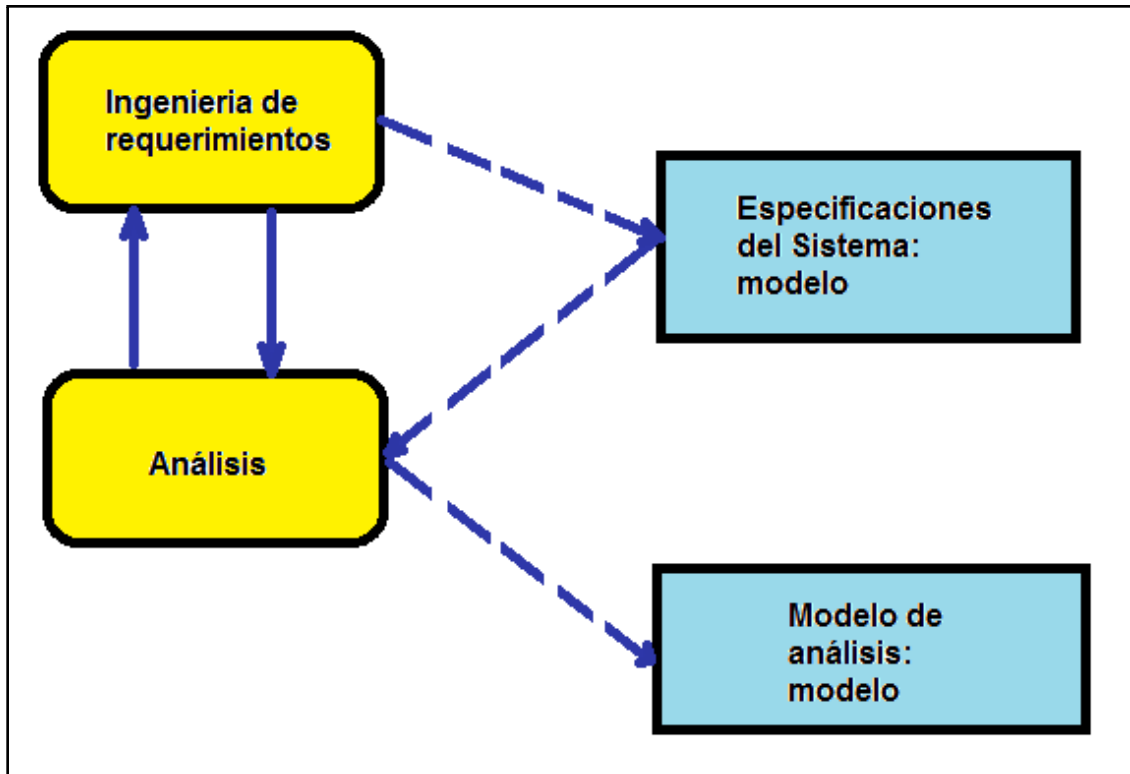 Ingenieria de
requerimientos
Especificaciones
del Sistema:
modelo
Análisis
Modelo de
análisis:
modelo